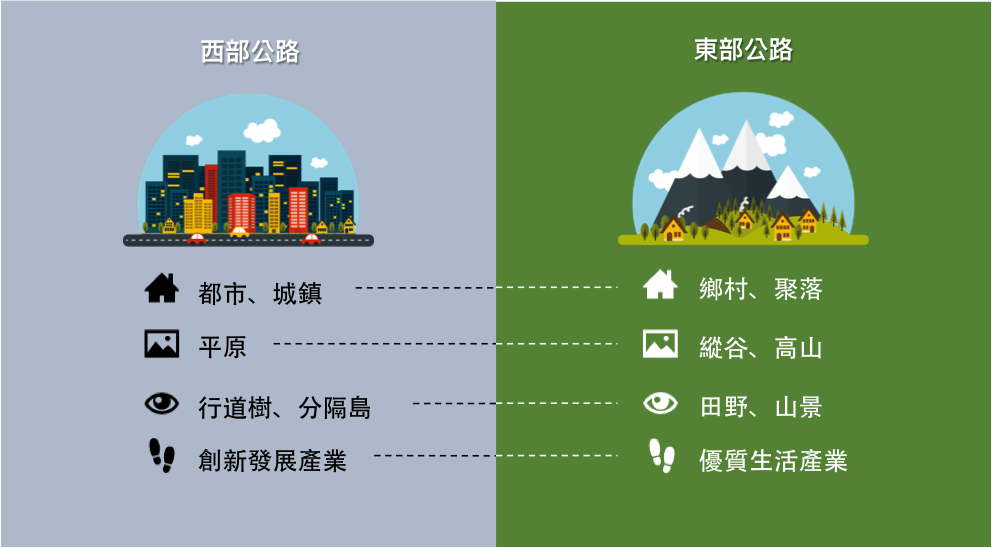 西部公路
東部公路
都市、城鎮
鄉村、聚落
平原
縱谷、高山
行道樹、分隔島
田野、山景
創新發展產業
優質生活產業